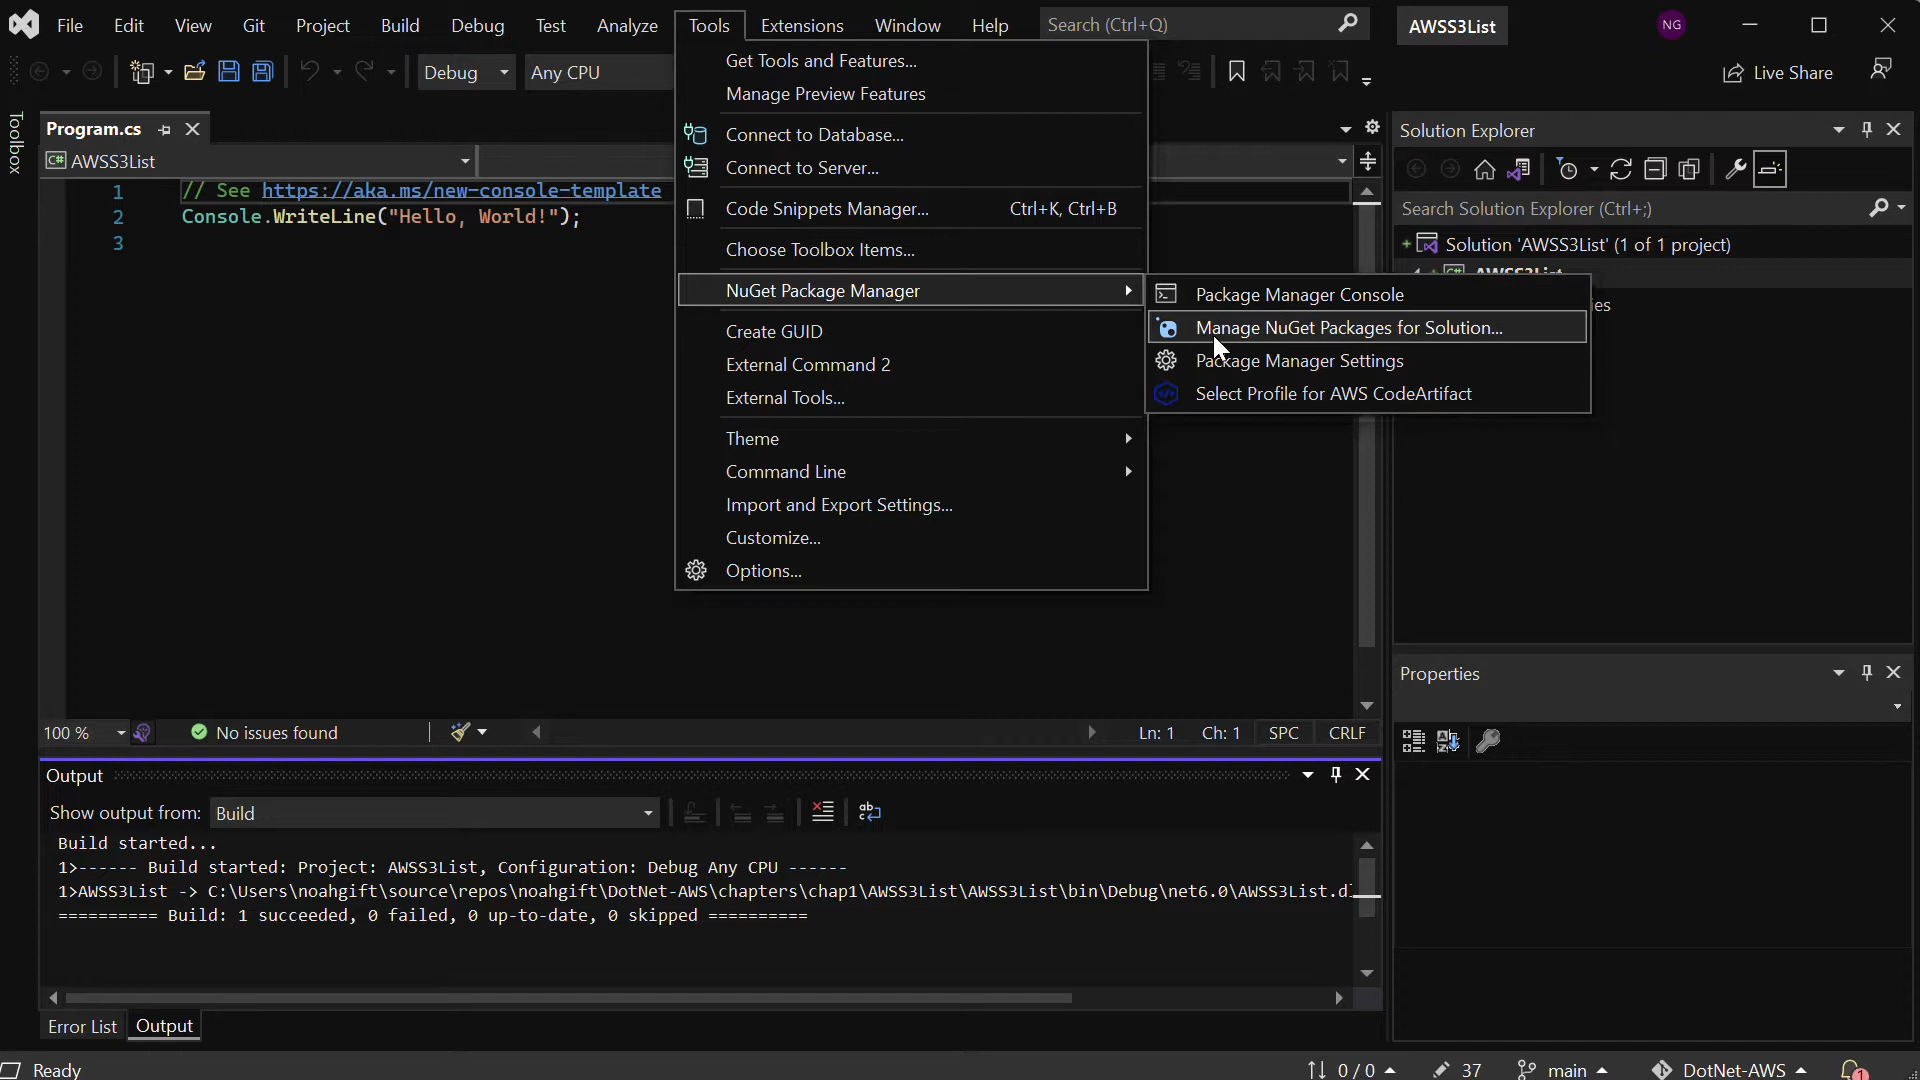 File Edit View Git Project Build Debug Test Analyze Tools Extensions Window Help Search (Ctrl+Q) AWSS3List NG
Debug Any CPU Live Share
Toolbox
Program.cs
AWSS3List
1 // See https://aka.ms/new-console-template
2 Console.WriteLine("Hello, World!");
3
Get Tools and Features...
Manage Preview Features
Connect to Database...
Connect to Server...
Code Snippets Manager... Ctrl+K, Ctrl+B
Choose Toolbox Items...
NuGet Package Manager
Create GUID
External Command 2
External Tools...
Theme
Command Line
Import and Export Settings...
Customize...
Options...
Package Manager Console
Manage NuGet Packages for Solution...
Package Manager Settings
Select Profile for AWS CodeArtifact
Solution Explorer
Search Solution Explorer (Ctrl+;)
Solution 'AWSS3List' (1 of 1 project)
AWSS3List
ies
Properties
100 % No issues found Ln: 1 Ch: 1 SPC CRLF
Output
Show output from: Build
Build started...
1>------ Build started: Project: AWSS3List, Configuration: Debug Any CPU ------
1>AWSS3List -> C:\Users\noahgift\source\repos\noahgift\DotNet-AWS\chapters\chap1\AWSS3List\AWSS3List\bin\Debug\net6.0\AWSS3List.dl
========== Build: 1 succeeded, 0 failed, 0 up-to-date, 0 skipped ==========
Error List Output
Ready 0 / 0 37 main DotNet-AWS 1